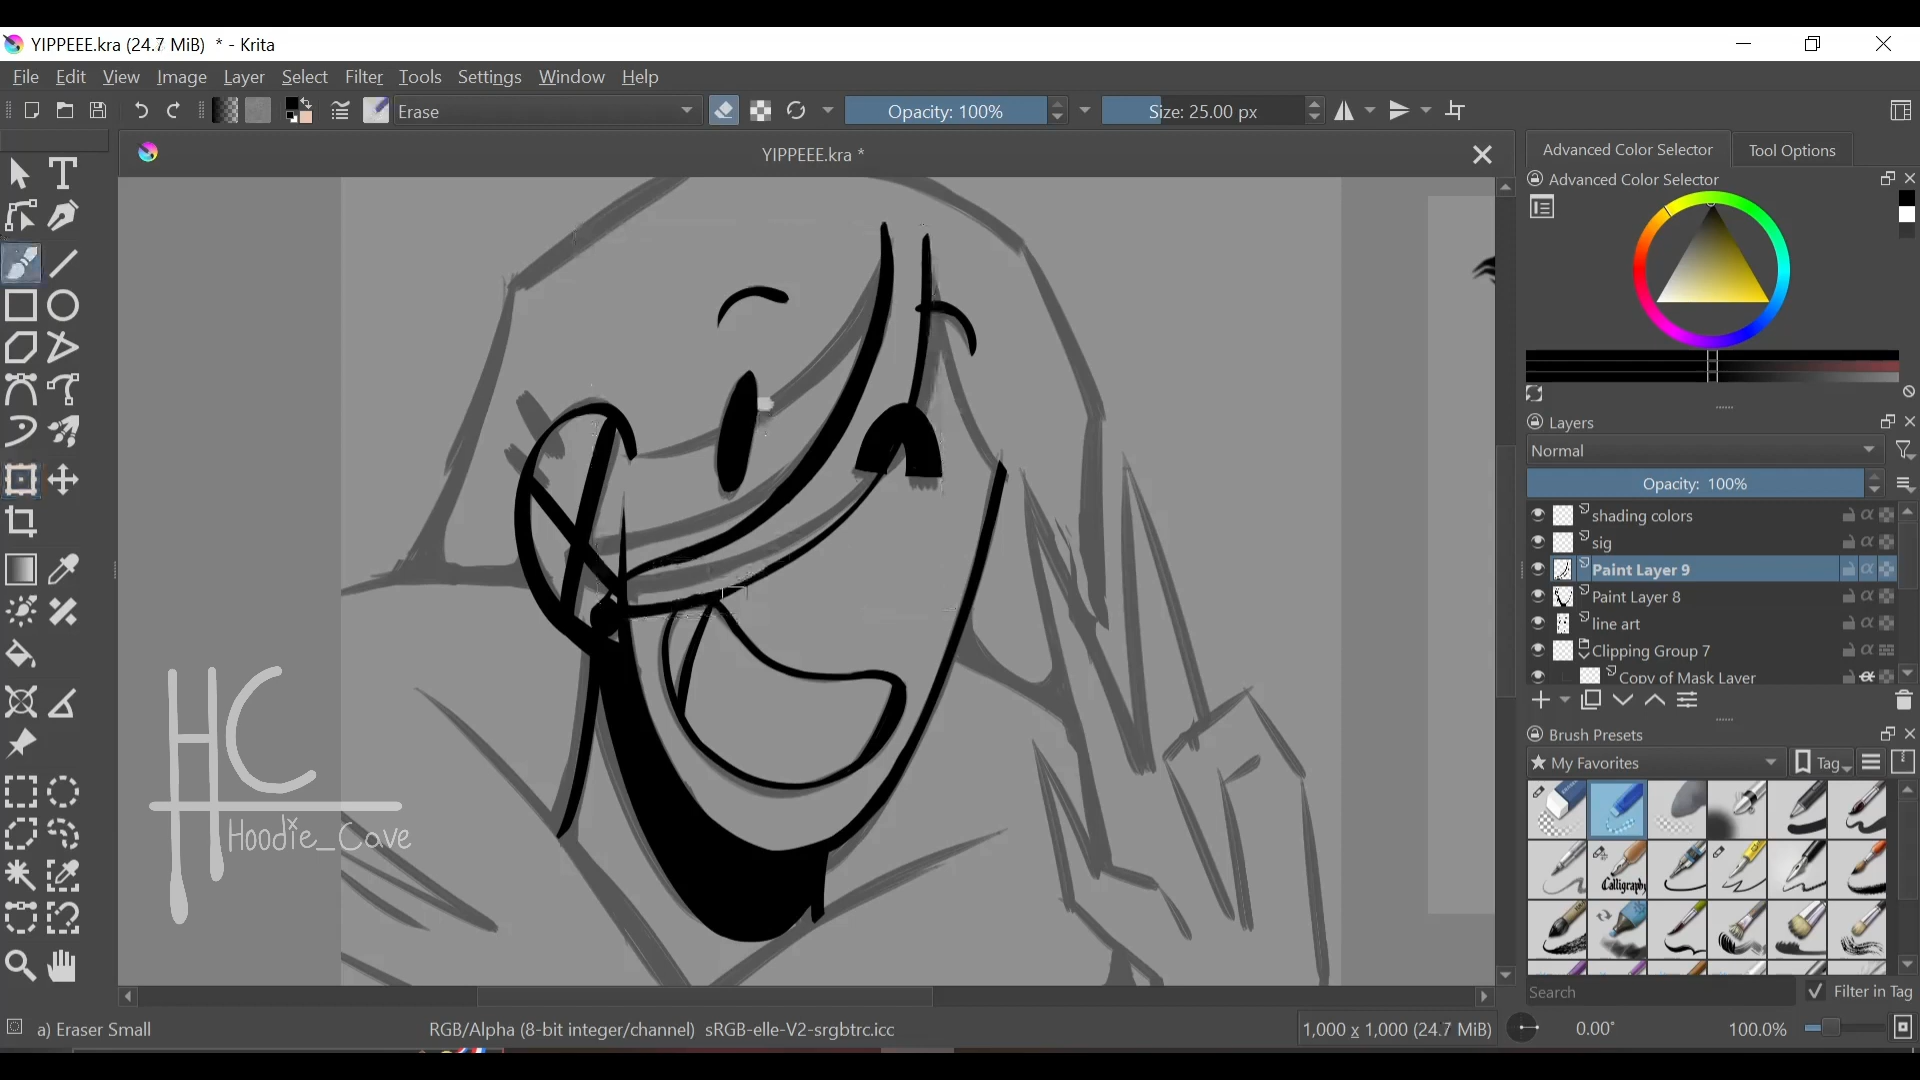 YIPPEEE.kra (24.7 MiB) * - Krita
File Edit View Image Layer Select Filter Tools Settings Window Help
Erase Opacity: 100% Size: 25.00 px
YIPPEEE.kra *
Advanced Color Selector Tool Options
Advanced Color Selector
Layers
Normal
Opacity: 100%
shading colors
sig
Paint Layer 9
Paint Layer 8
line art
Clipping Group 7
Copy of Mask Layer
Brush Presets
My Favorites Tag
Calligraphy
Search Filter in Tag
HC
Hoodie_Cave
a) Eraser Small RGB/Alpha (8-bit integer/channel) sRGB-elle-V2-srgbtrc.icc 1,000 x 1,000 (24.7 MiB) 0.00° 100.0%